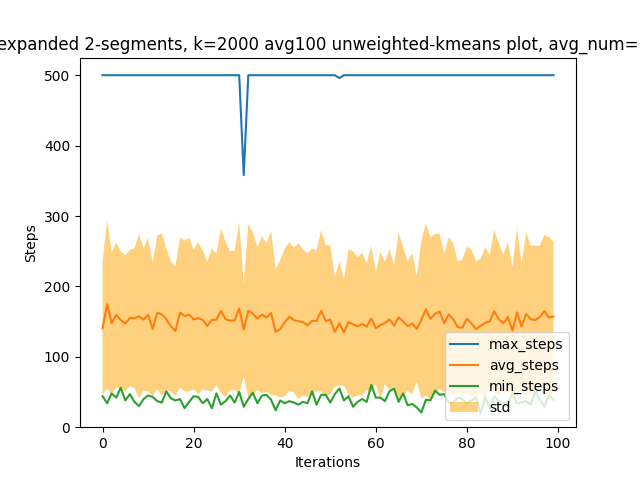 expanded 2-segments, k=2000 avg100 unweighted-kmeans plot, avg_num=
500
400
300
200
100
0
Steps
0 20 40 60 80 100
Iterations
max_steps
avg_steps
min_steps
std